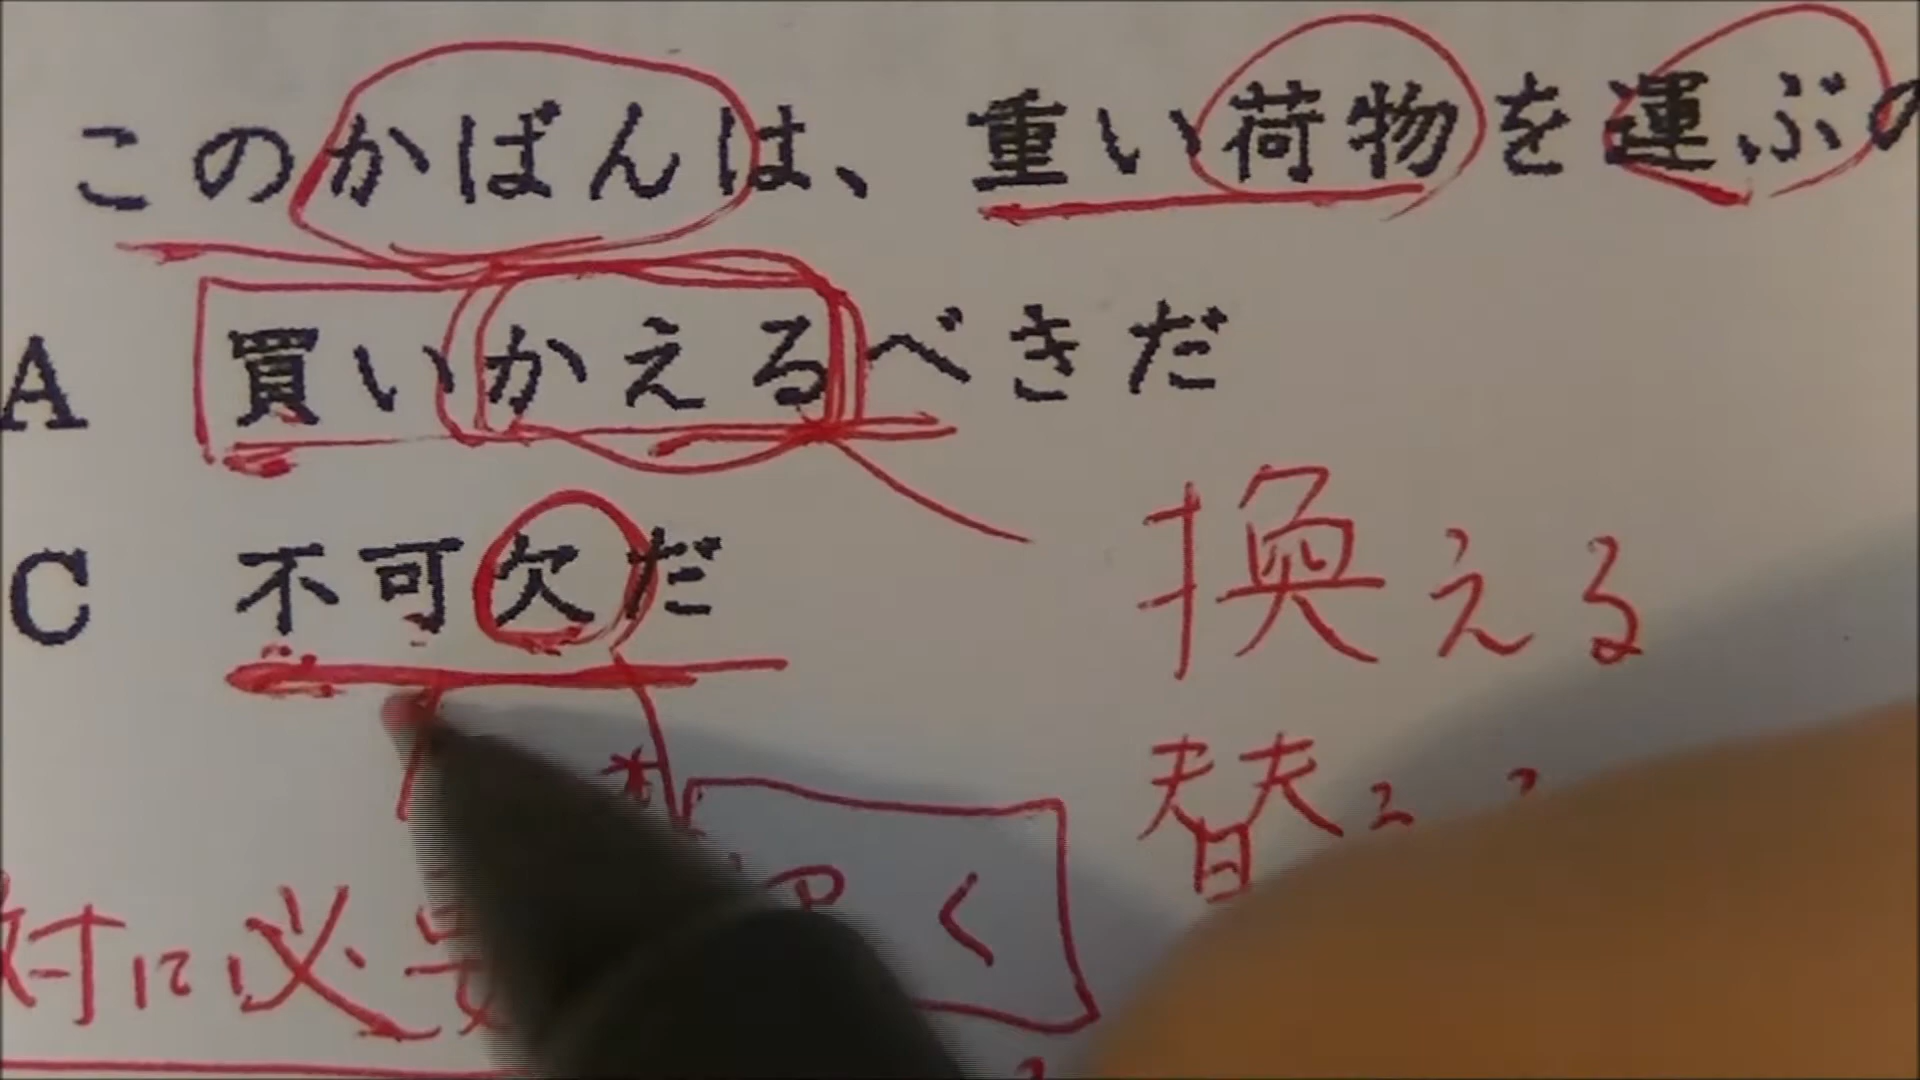 このかばんは、重い荷物を運ぶの
A 買いかえるべきだ
換える
C 不可欠だ
替え
対に必要
く